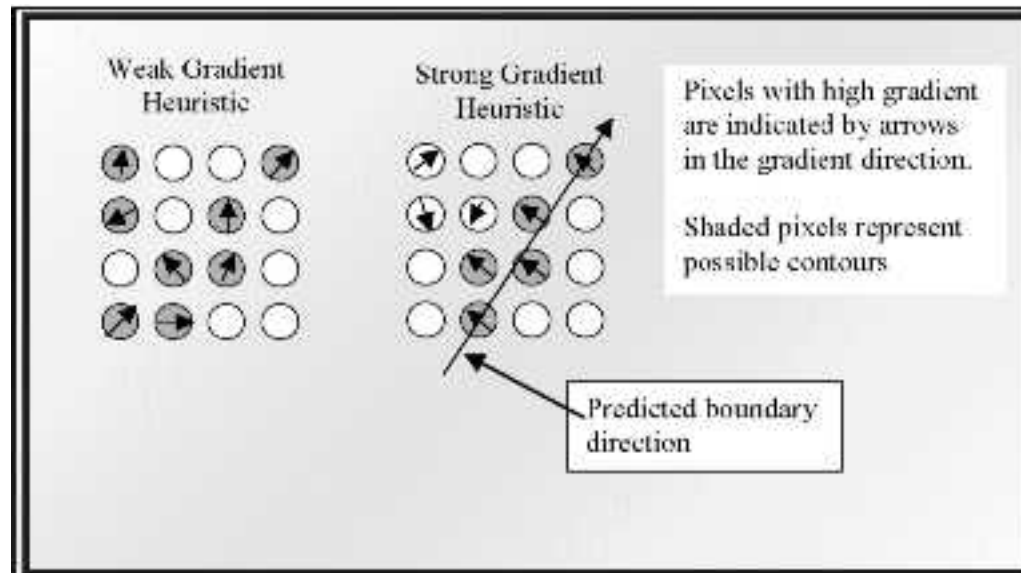 Weak Gradient
Heuristic
Strong Gradient
Heuristic
Pixels with high gradient
are indicated by arrows
in the gradient direction.
Shaded pixels represent
possible contours
Predicted boundary
direction